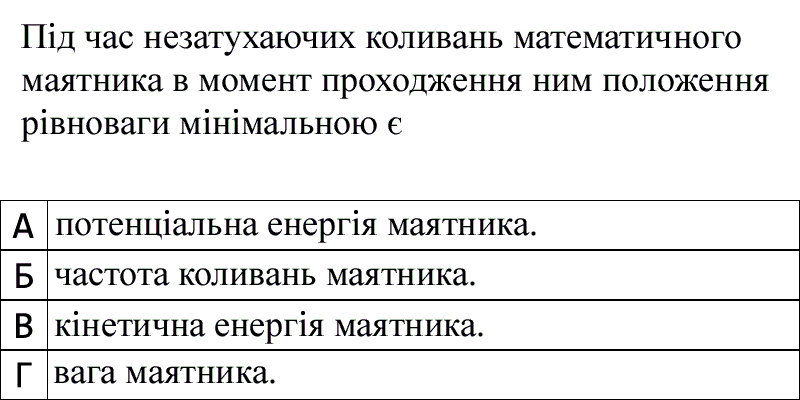 Під час незатухаючих коливань математичного
маятника в момент проходження ним положення
рівноваги мінімальною є
А потенціальна енергія маятника.
Б частота коливань маятника.
В кінетична енергія маятника.
Г вага маятника.